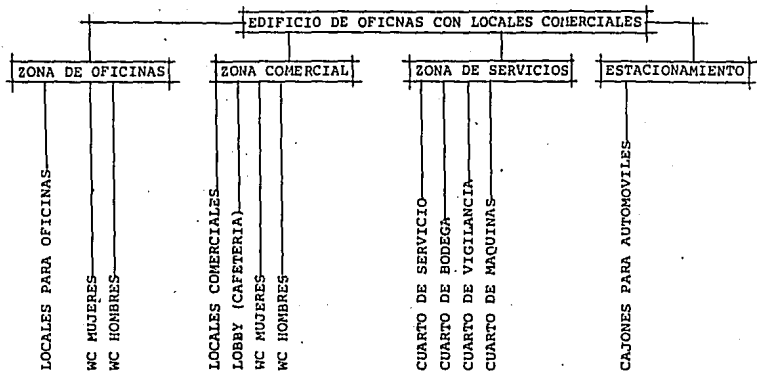 EDIFICIO DE OFICNAS CON LOCALES COMERCIALES
ZONA DE OFICINAS
ZONA COMERCIAL
ZONA DE SERVICIOS
ESTACIONAMIENTO
LOCALES PARA OFICINAS
WC MUJERES
WC HOMBRES
LOCALES COMERCIALES
LOBBY (CAFETERIA)
WC MUJERES
WC HOMBRES
CUARTO DE SERVICIO
CUARTO DE BODEGA
CUARTO DE VIGILANCIA
CUARTO DE MAQUINAS
CAJONES PARA AUTOMOVILES